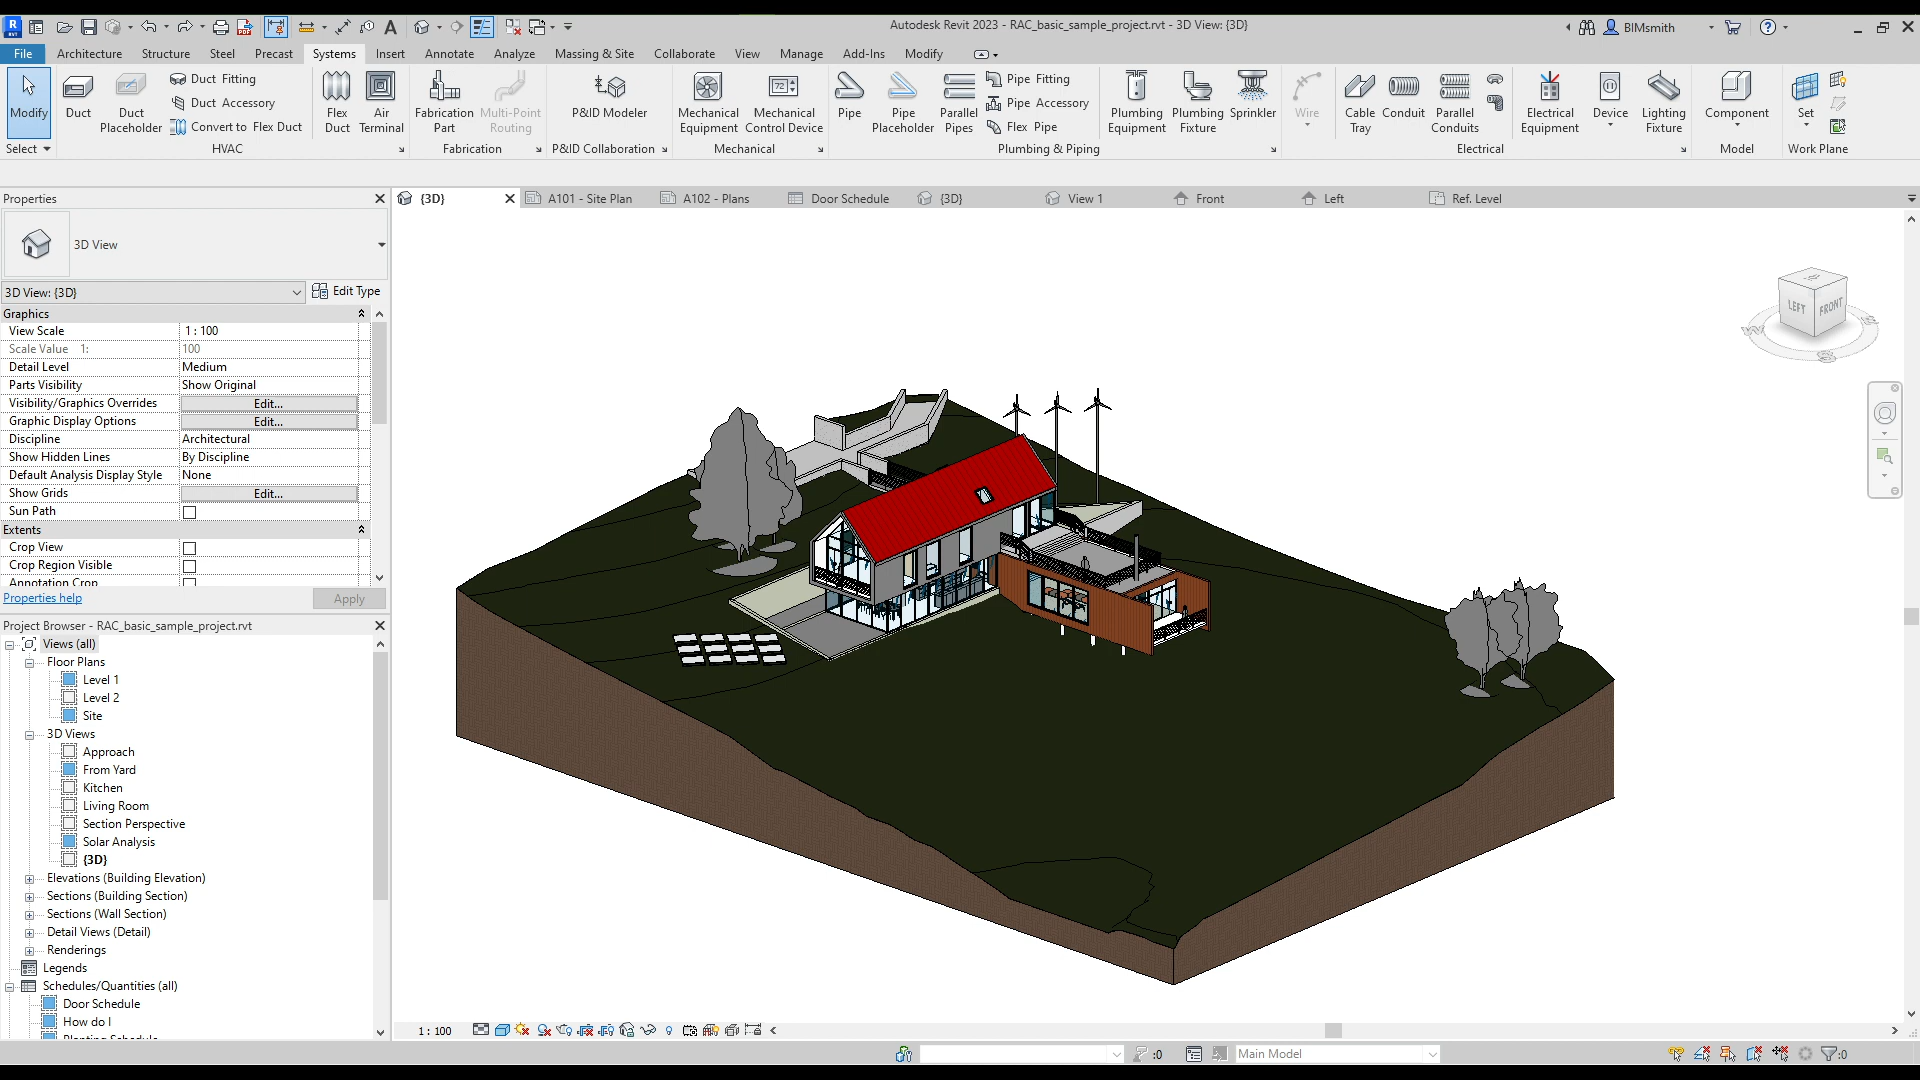 Autodesk Revit 2023 - RAC_basic_sample_project.rvt - 3D View: {3D}
BIMsmith
File Architecture Structure Steel Precast Systems Insert Annotate Analyze Massing & Site Collaborate View Manage Add-Ins Modify
Modify
Select
Duct
Duct Placeholder
Duct Fitting
Duct Accessory
Convert to Flex Duct
Flex Duct
Air Terminal
HVAC
Fabrication Part
Multi-Point Routing
Fabrication
P&ID Modeler
P&ID Collaboration
Mechanical Equipment
Mechanical Control Device
Mechanical
Pipe
Pipe Placeholder
Parallel Pipes
Pipe Fitting
Pipe Accessory
Flex Pipe
Plumbing Equipment
Plumbing Fixture
Sprinkler
Plumbing & Piping
Wire
Cable Tray
Conduit
Parallel Conduits
Electrical Equipment
Device
Lighting Fixture
Electrical
Component
Model
Set
Work Plane
Properties
{3D} A101 - Site Plan A102 - Plans Door Schedule {3D} View 1 Front Left Ref. Level
3D View
3D View: {3D} Edit Type
Graphics
View Scale 1 : 100
Scale Value 1: 100
Detail Level Medium
Parts Visibility Show Original
Visibility/Graphics Overrides Edit...
Graphic Display Options Edit...
Discipline Architectural
Show Hidden Lines By Discipline
Default Analysis Display Style None
Show Grids Edit...
Sun Path
Extents
Crop View
Crop Region Visible
Annotation Crop
Properties help Apply
Project Browser - RAC_basic_sample_project.rvt
Views (all)
Floor Plans
Level 1
Level 2
Site
3D Views
Approach
From Yard
Kitchen
Living Room
Section Perspective
Solar Analysis
{3D}
Elevations (Building Elevation)
Sections (Building Section)
Sections (Wall Section)
Detail Views (Detail)
Renderings
Legends
Schedules/Quantities (all)
Door Schedule
How do I
Planting Schedule
LEFT FRONT
W S
1 : 100
:0 Main Model :0